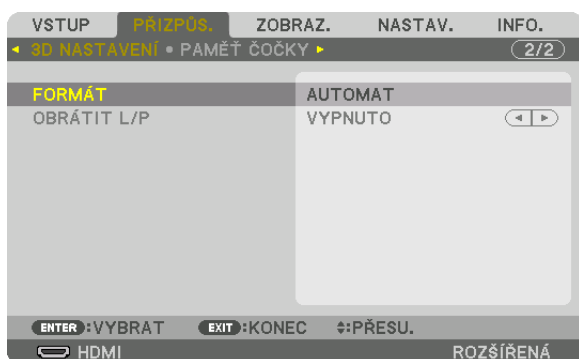 VSTUP PŘIZPŮS. ZOBRAZ. NASTAV. INFO.
3D NASTAVENÍ • PAMĚŤ ČOČKY 2/2
FORMÁT AUTOMAT
OBRÁTIT L/P VYPNUTO
ENTER :VYBRAT EXIT :KONEC :PŘESU.
HDMI ROZŠÍŘENÁ